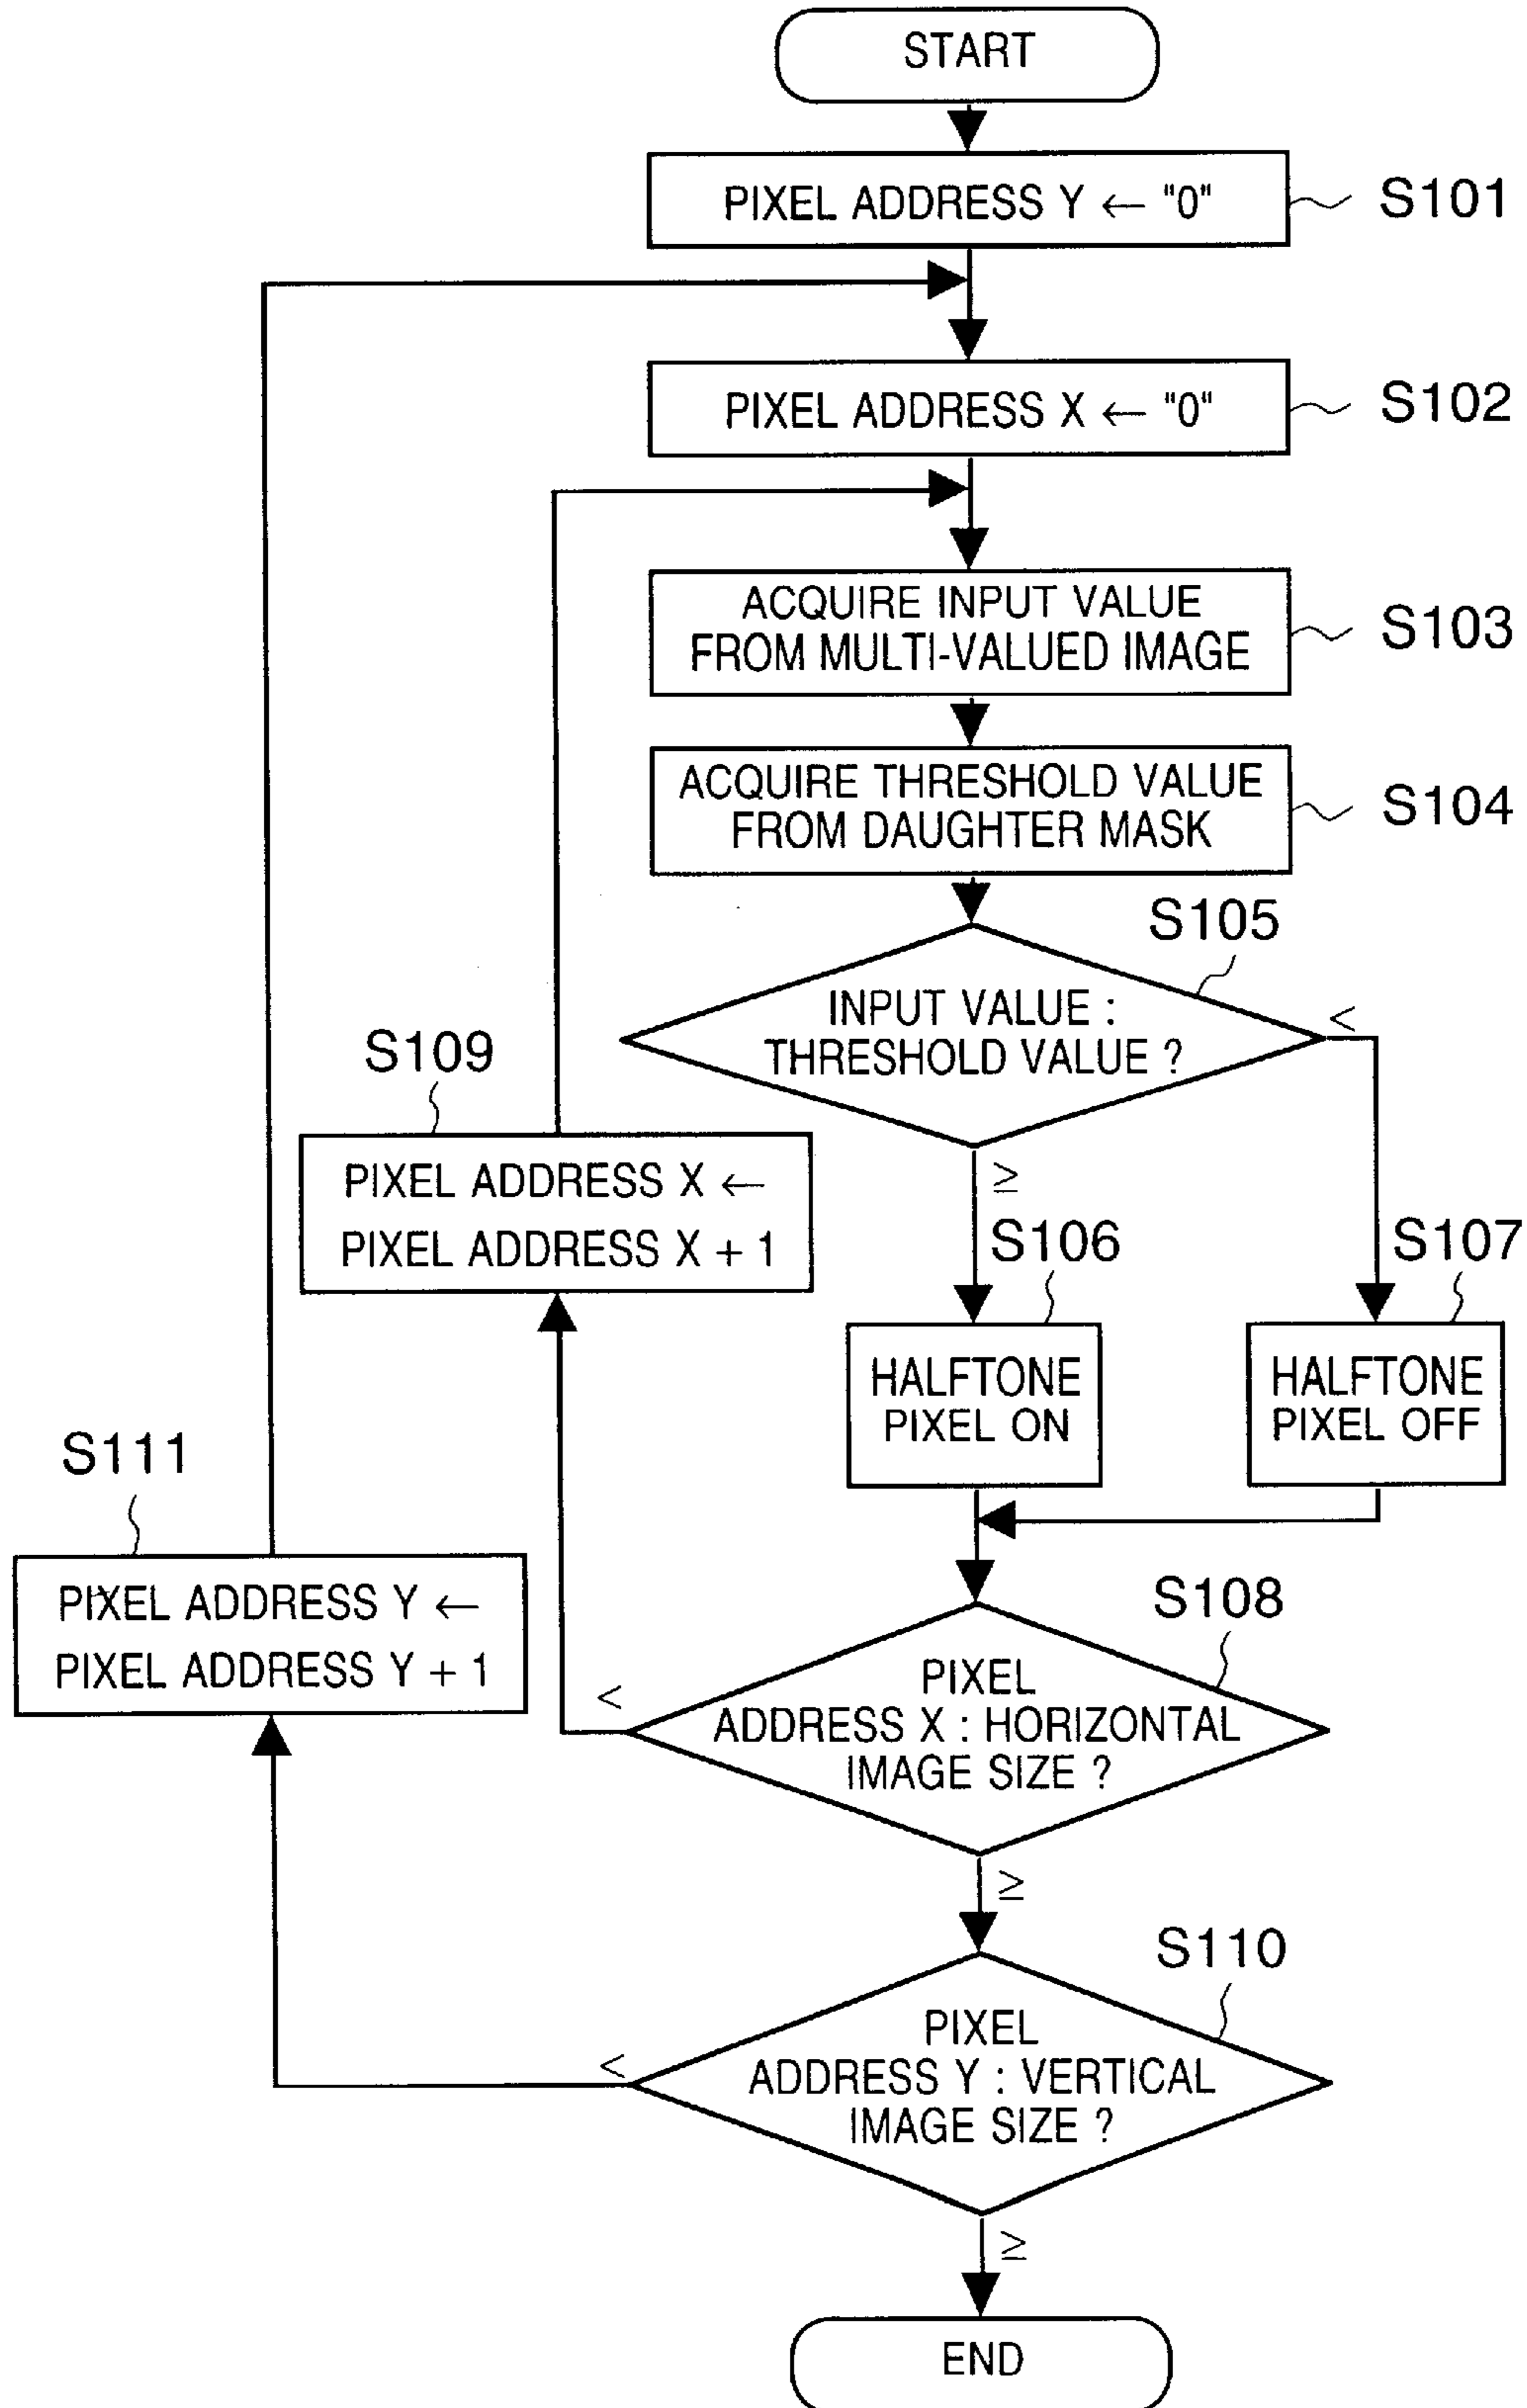 START
PIXEL ADDRESS Y ← "0"
S101
PIXEL ADDRESS X ← "0"
S102
ACQUIRE INPUT VALUE
FROM MULTI-VALUED IMAGE
S103
ACQUIRE THRESHOLD VALUE
FROM DAUGHTER MASK
S104
S105
INPUT VALUE :
THRESHOLD VALUE ?
<
≥
S109
PIXEL ADDRESS X ←
PIXEL ADDRESS X + 1
S106
HALFTONE
PIXEL ON
S107
HALFTONE
PIXEL OFF
S111
PIXEL ADDRESS Y ←
PIXEL ADDRESS Y + 1
S108
PIXEL
ADDRESS X : HORIZONTAL
IMAGE SIZE ?
<
≥
S110
PIXEL
ADDRESS Y : VERTICAL
IMAGE SIZE ?
<
≥
END